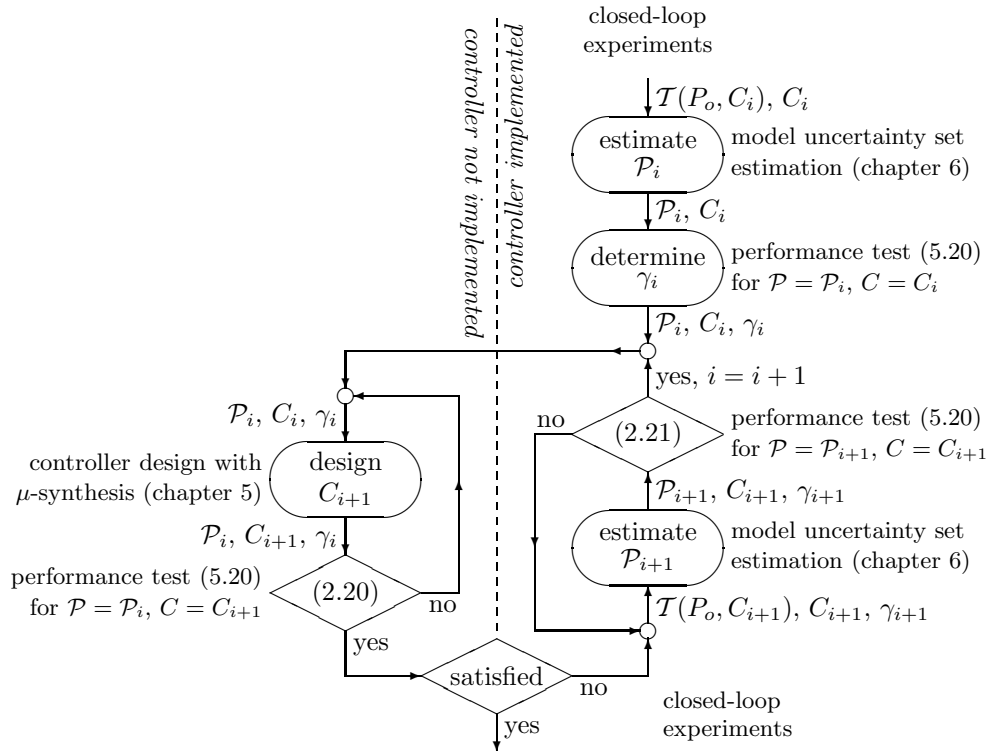 closed-loop
experiments
controller not implemented
controller implemented
𝒯(P_o, C_i), C_i
estimate
𝒫_i
model uncertainty set
estimation (chapter 6)
𝒫_i, C_i
determine
γ_i
performance test (5.20)
for 𝒫 = 𝒫_i, C = C_i
𝒫_i, C_i, γ_i
yes, i = i + 1
no
(2.21)
performance test (5.20)
for 𝒫 = 𝒫_{i+1}, C = C_{i+1}
𝒫_i, C_i, γ_i
controller design with
μ-synthesis (chapter 5)
design
C_{i+1}
𝒫_{i+1}, C_{i+1}, γ_{i+1}
estimate
𝒫_{i+1}
model uncertainty set
estimation (chapter 6)
𝒫_i, C_{i+1}, γ_i
performance test (5.20)
for 𝒫 = 𝒫_i, C = C_{i+1}
(2.20)
no
yes
𝒯(P_o, C_{i+1}), C_{i+1}, γ_{i+1}
satisfied
no
yes
closed-loop
experiments